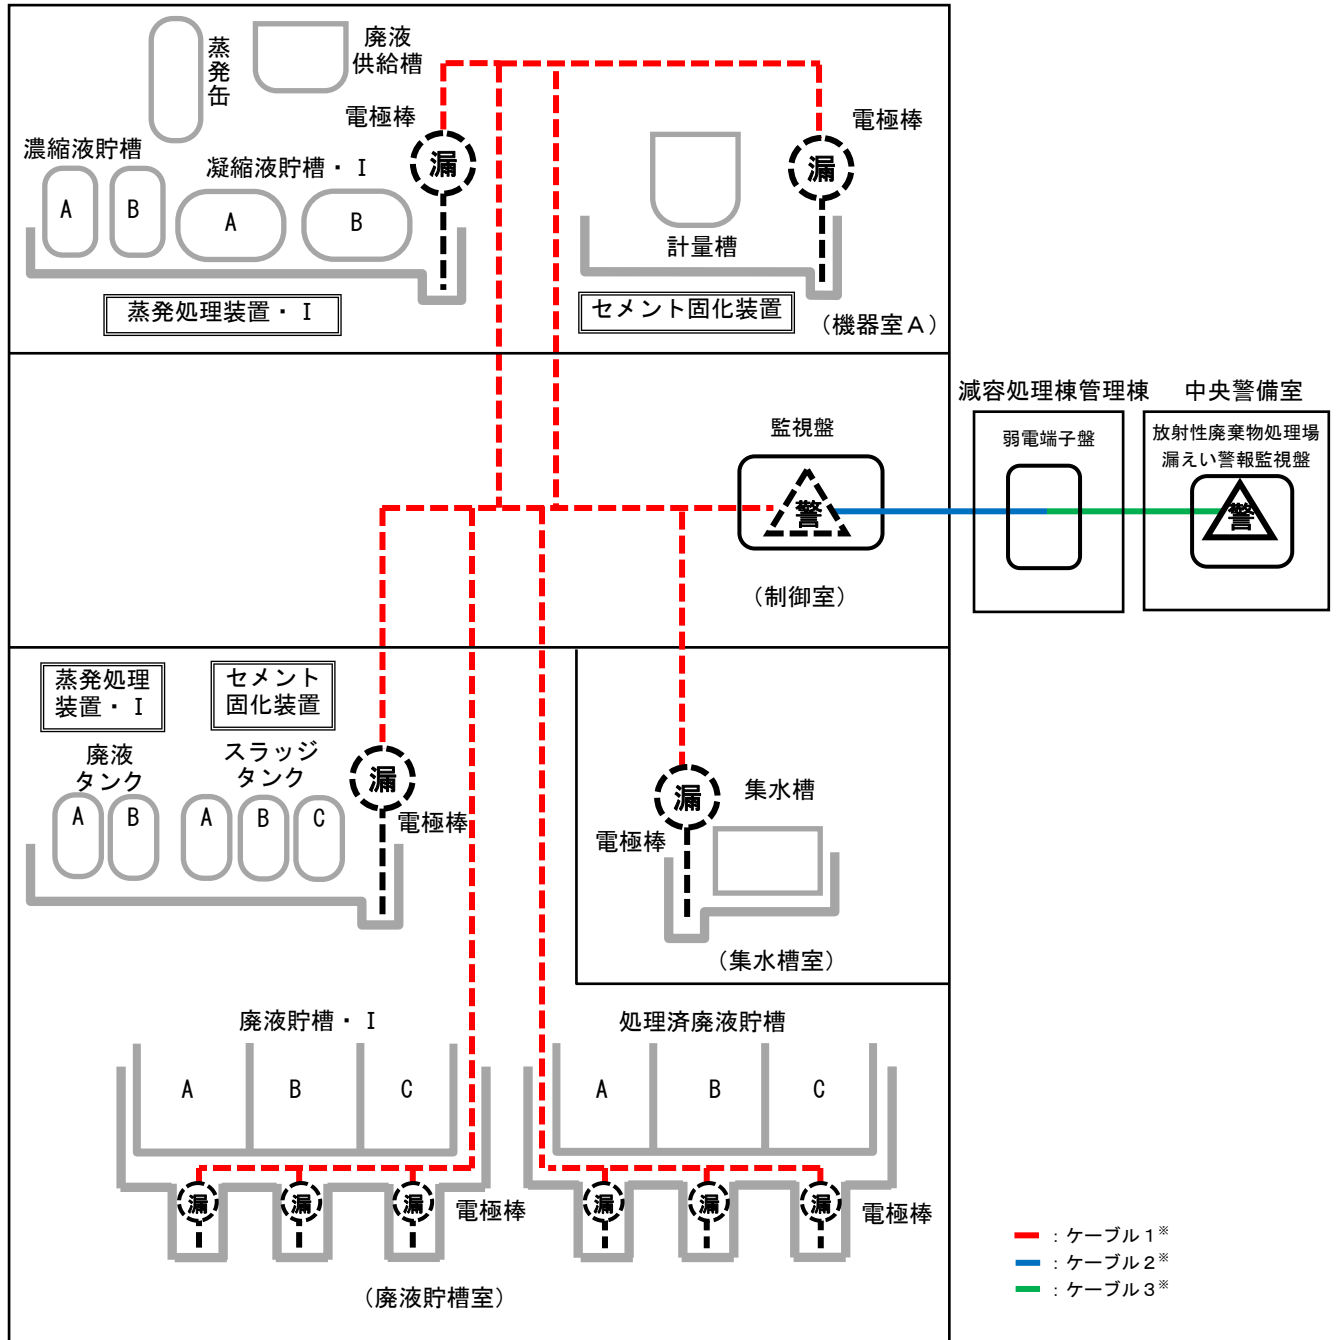 蒸発缶
廃液
供給槽
電極棒
電極棒
漏
漏
濃縮液貯槽
凝縮液貯槽・Ⅰ
A
B
A
B
計量槽
蒸発処理装置・Ⅰ
セメント固化装置
（機器室Ａ）
減容処理棟管理棟
中央警備室
監視盤
弱電端子盤
放射性廃棄物処理場
漏えい警報監視盤
警
警
（制御室）
蒸発処理
装置・Ⅰ
セメント
固化装置
廃液
タンク
スラッジ
タンク
漏
漏
集水槽
A
B
A
B
C
電極棒
電極棒
（集水槽室）
廃液貯槽・Ⅰ
処理済廃液貯槽
A
B
C
A
B
C
漏
漏
漏
電極棒
漏
漏
漏
電極棒
（廃液貯槽室）
：ケーブル１※
：ケーブル２※
：ケーブル３※